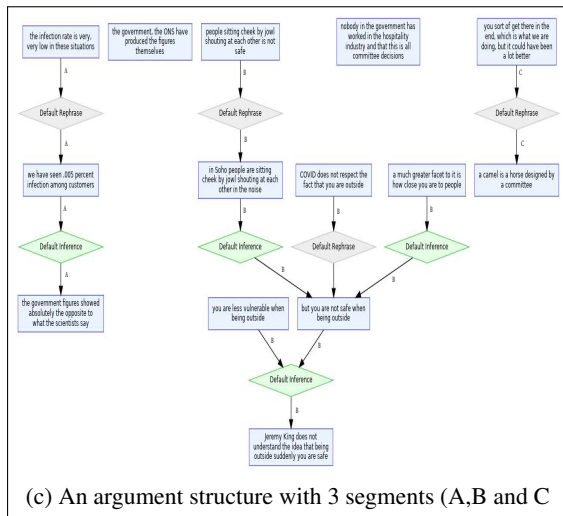 the infection rate is very,
very low in these situations
the government, the ONS have
produced the figures
themselves
people sitting cheek by jowl
shouting at each other is not
safe
nobody in the government has
worked in the hospitality
industry and that this is all
committee decisions
you sort of get there in the
end, which is what we are
doing, but it could have been
a lot better
A
B
C
Default Rephrase
Default Rephrase
Default Rephrase
A
B
C
we have seen .005 percent
infection among customers
in Soho people are sitting
cheek by jowl shouting at each
other in the noise
COVID does not respect the
fact that you are outside
a much greater facet to it is
how close you are to people
a camel is a horse designed by
a committee
A
B
B
B
Default Inference
Default Inference
Default Rephrase
Default Inference
A
B
B
B
the government figures showed
absolutely the opposite to
what the scientists say
you are less vulnerable when
being outside
but you are not safe when
being outside
B
B
Default Inference
B
Jeremy King does not
understand the idea that being
outside suddenly you are safe
(c) An argument structure with 3 segments (A,B and C